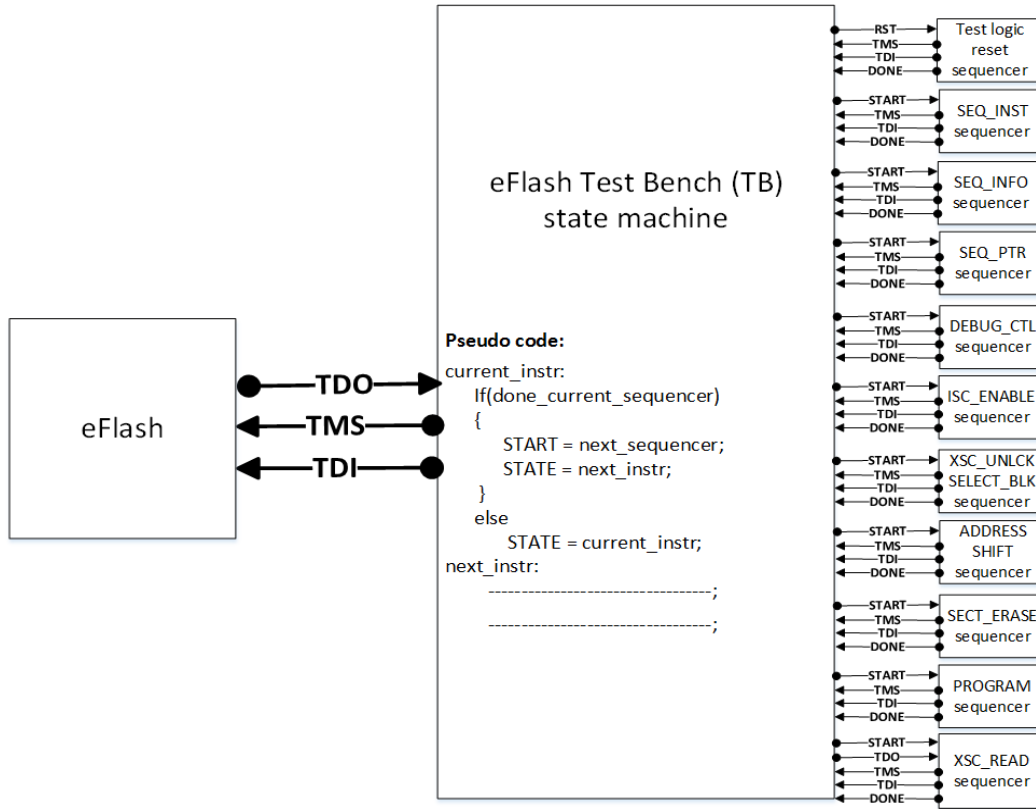 eFlash
TDO
TMS
TDI
eFlash Test Bench (TB)
state machine
Pseudo code:
current_instr:
If(done_current_sequencer)
{
START = next_sequencer;
STATE = next_instr;
}
else
STATE = current_instr;
next_instr:
----------------------------------;
----------------------------------;
RST
TMS
TDI
DONE
Test logic
reset
sequencer
START
TMS
TDI
DONE
SEQ_INST
sequencer
START
TMS
TDI
DONE
SEQ_INFO
sequencer
START
TMS
TDI
DONE
SEQ_PTR
sequencer
START
TMS
TDI
DONE
DEBUG_CTL
sequencer
START
TMS
TDI
DONE
ISC_ENABLE
sequencer
START
TMS
TDI
DONE
XSC_UNLCK
SELECT_BLK
sequencer
START
TMS
TDI
DONE
ADDRESS
SHIFT
sequencer
START
TMS
TDI
DONE
SECT_ERASE
sequencer
START
TMS
TDI
DONE
PROGRAM
sequencer
START
TDO
TMS
TDI
DONE
XSC_READ
sequencer